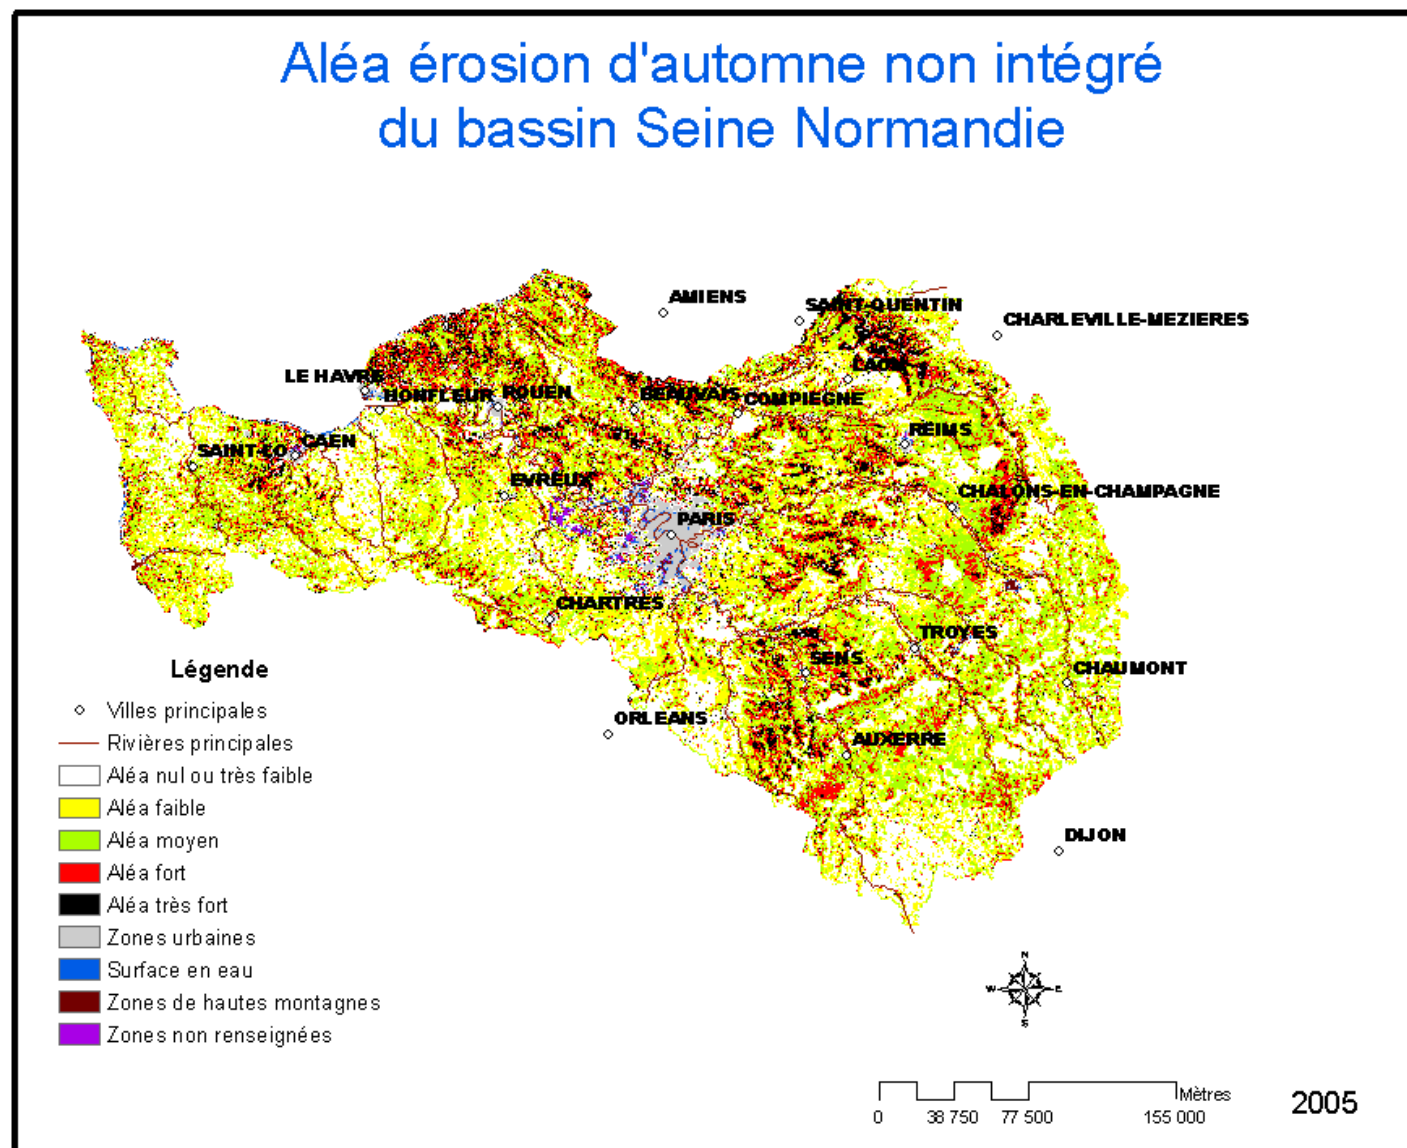 Aléa érosion d'automne non intégré
du bassin Seine Normandie
AMIENS
SAINT-QUENTIN
CHARLEVILLE-MEZIERES
LE HAVRE
LAON
HONFLEUR
ROUEN
BEAUVAIS
COMPIEGNE
REIMS
CAEN
SAINT-LO
EVREUX
CHALONS-EN-CHAMPAGNE
PARIS
CHARTRES
TROYES
SENS
CHAUMONT
ORLEANS
AUXERRE
DIJON
Légende
Villes principales
Rivières principales
Aléa nul ou très faible
Aléa faible
Aléa moyen
Aléa fort
Aléa très fort
Zones urbaines
Surface en eau
Zones de hautes montagnes
Zones non renseignées
N
W E
S
Mètres
0 38 750 77 500 155 000
2005